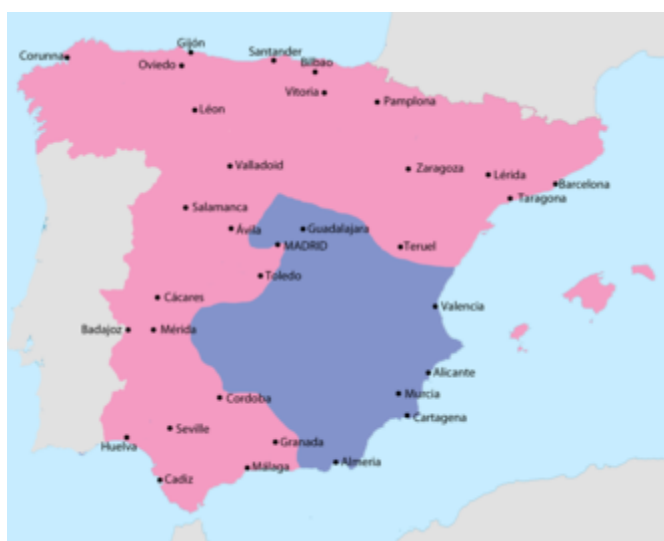 Gijón
Corunna
Santander
Oviedo
Bilbao
Vitoria
Pamplona
Léon
Valladoid
Zaragoza
Lérida
Barcelona
Taragona
Salamanca
Ávila
Guadalajara
MADRID
Teruel
Toledo
Cácares
Valencia
Badajoz
Mérida
Alicante
Murcia
Cordoba
Cartagena
Seville
Huelva
Granada
Almeria
Málaga
Cadiz